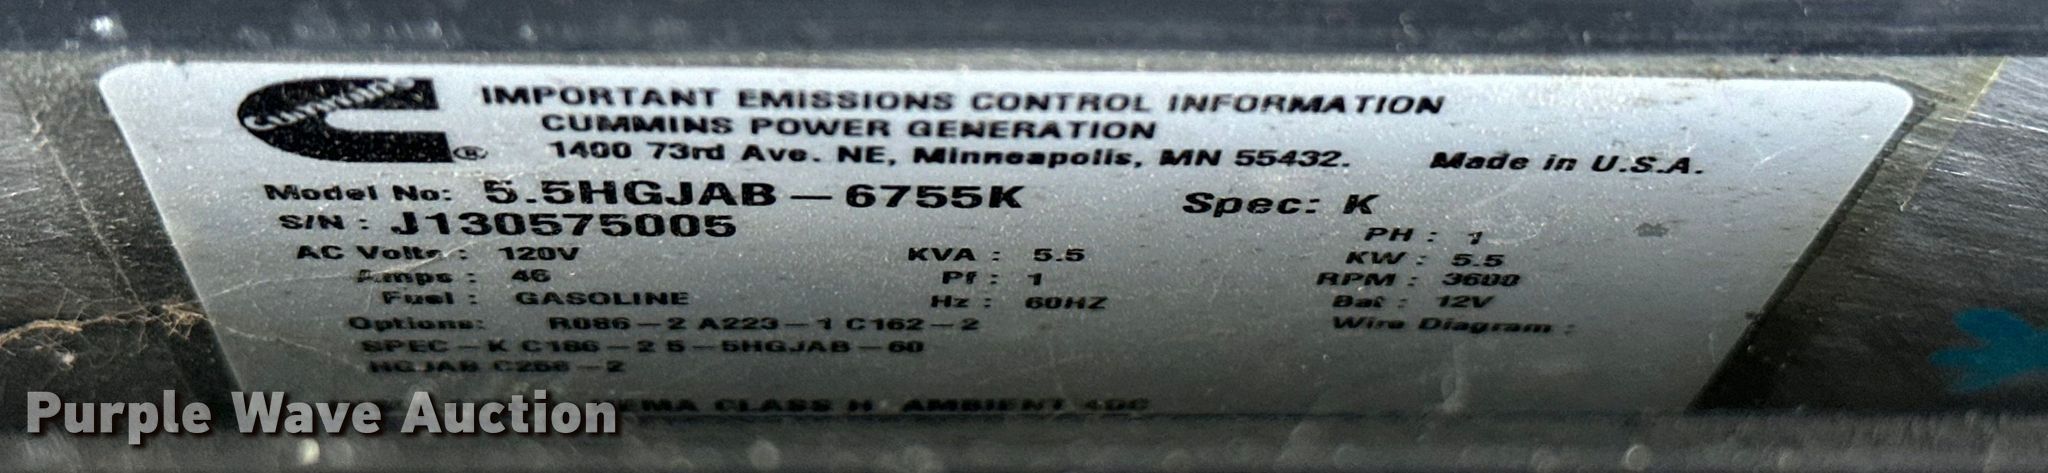 Cummins
®
IMPORTANT EMISSIONS CONTROL INFORMATION
CUMMINS POWER GENERATION
1400 73rd Ave. NE, Minneapolis, MN 55432. Made in U.S.A.
Model No: 5.5HGJAB-6755K Spec: K
S/N: J130575005
PH: 1
AC Volts: 120V KVA: 5.5 KW: 5.5
Amps: 46 Pf: 1 RPM: 3600
Fuel: GASOLINE Hz: 60HZ Bat: 12V
Options: R086-2 A223-1 C162-2 Wire Diagram:
SPEC-K C186-2 5-5HGJAB-60
HGJAB C256-2
CLASS H AMBIENT 40C
Purple Wave Auction